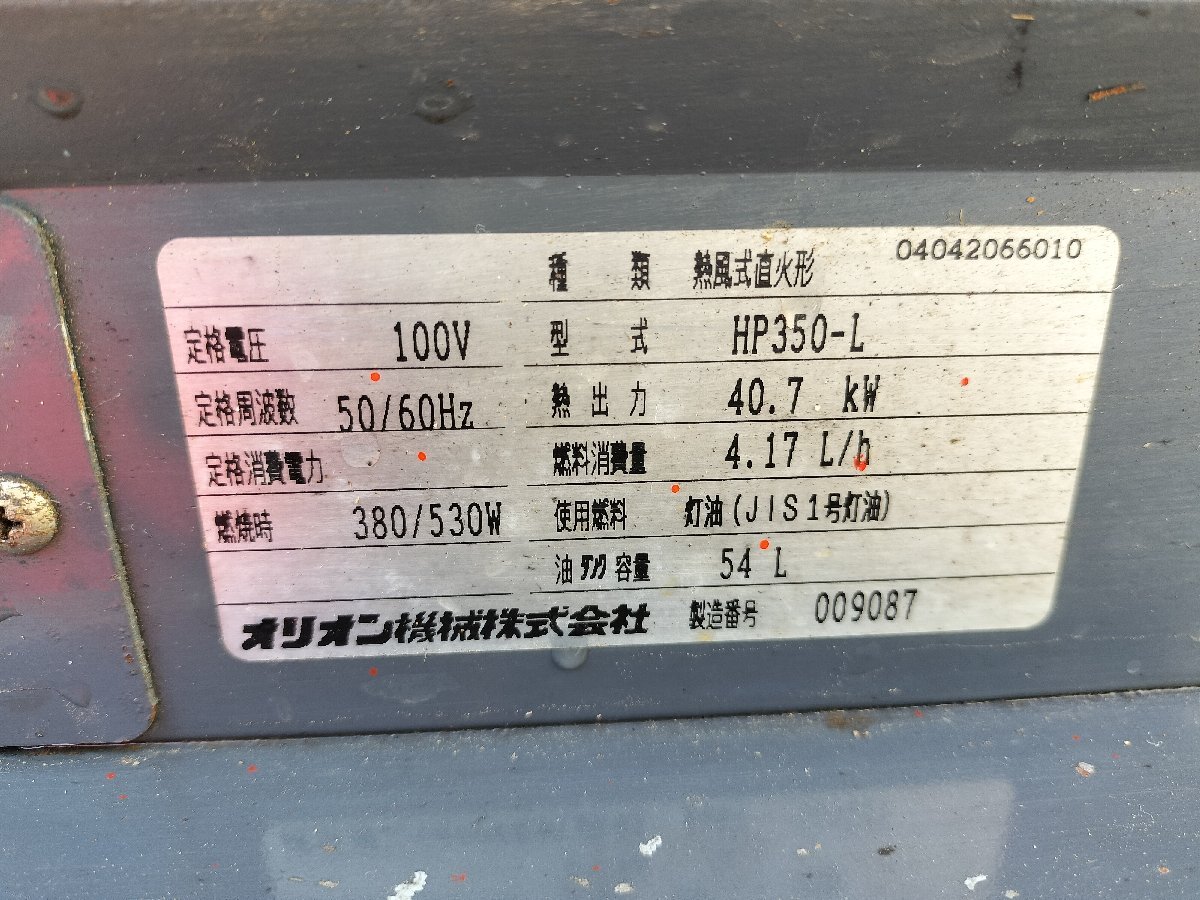 種類 熱風式直火形 04042066010
定格電圧 100V 型式 HP350-L
定格周波数 50/60Hz 熱出力 40.7 kW
定格消費電力 燃料消費量 4.17 L/h
燃焼時 380/530W 使用燃料 灯油(JIS1号灯油)
油タンク容量 54 L
オリオン機械株式会社 製造番号 009087